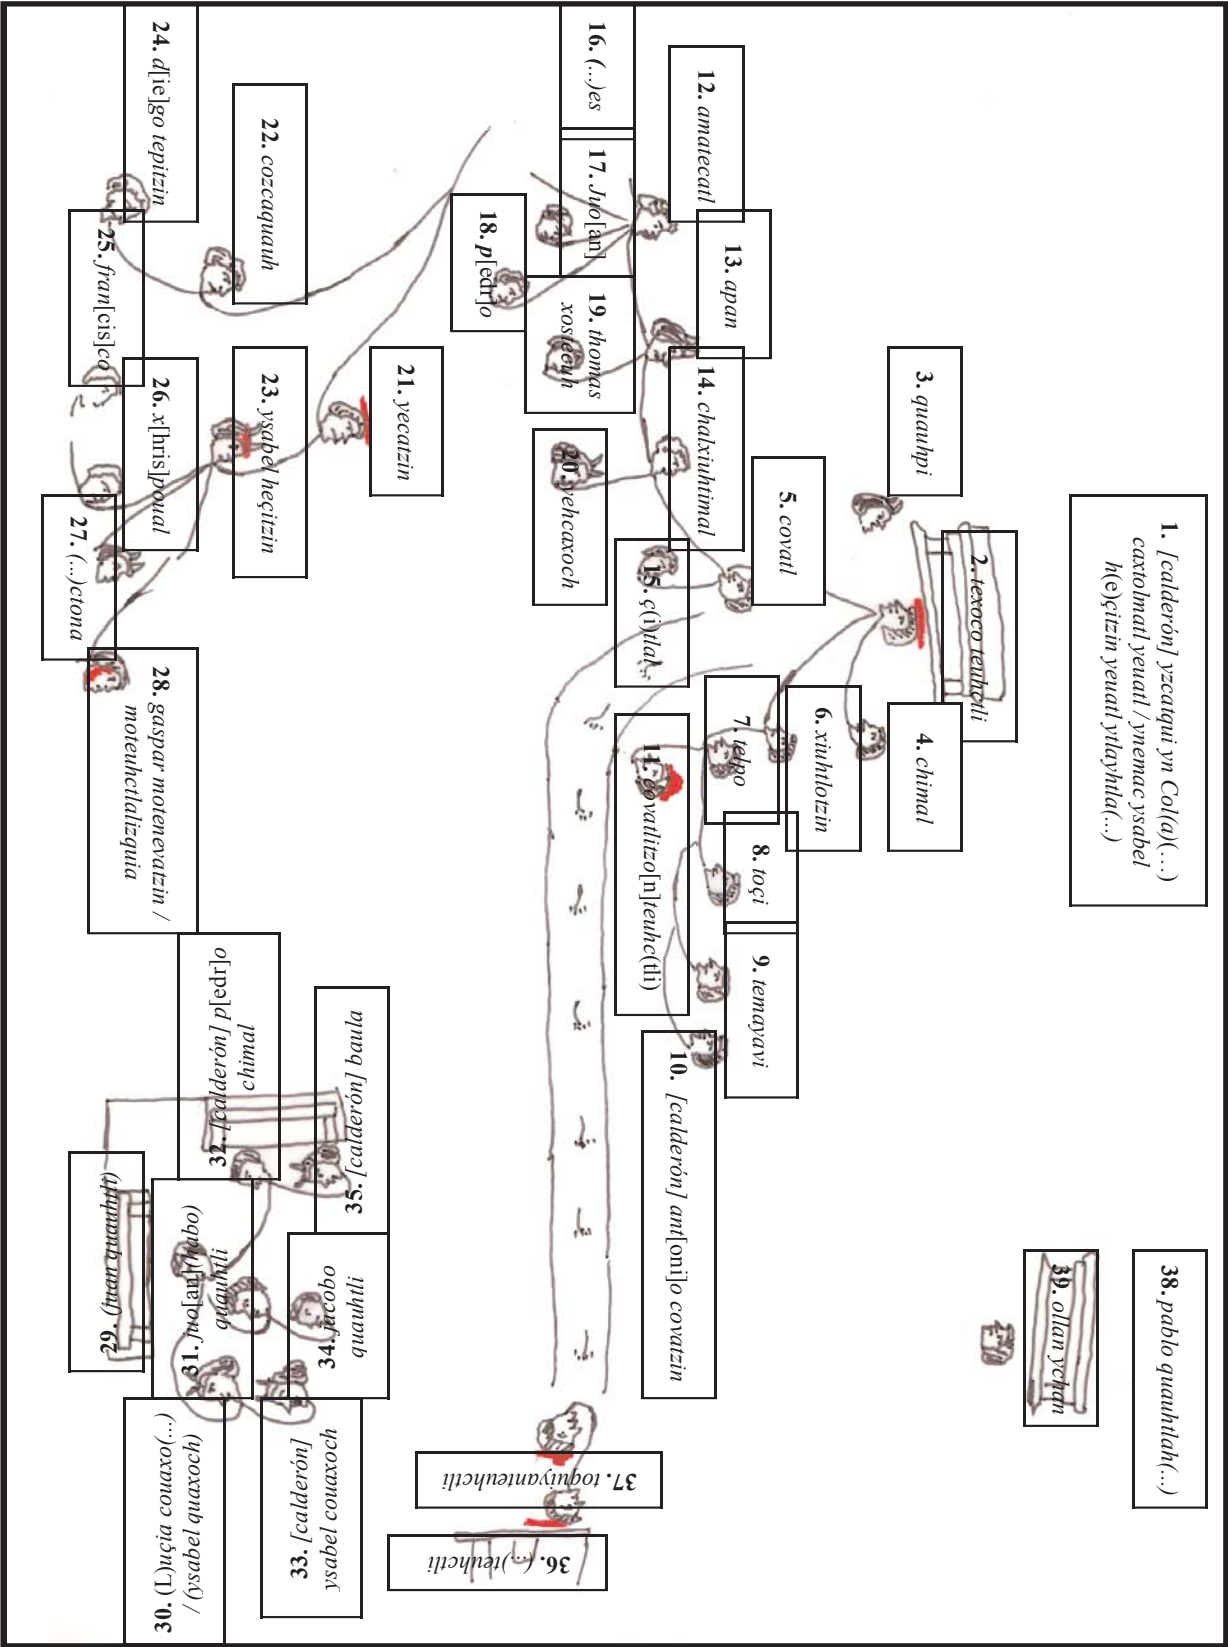 1. [calderón] yzcatqui yn Col(a)(…)
caxtolmatl yeuatl / ynemac ysabel
h(e)çitzin yeuatl ytlayhtla(...)
2. texoco teuhctli
3. quauhpi
4. chimal
5. covatl
6. xiuhtlotzin
7. telpo
8. toçi
9. temayavi
10. [calderón] ant[oni]o covatzin
11. covatlitzo[n]teuhc(tli)
12. amatecatl
13. apan
14. chalxiuhtimal
15. ç(i)tlal
16. (...)es
17. Juo[an]
18. p[edr]o
19. thomas
xosteeuh
20. yehcaxoch
21. yecatzin
22. cozcaquauh
23. ysabel heçitzin
24. d[ie]go tepitzin
25. fran[cis]co
26. x[hris]poual
27. (...)ctona
28. gaspar motenevatzin /
moteuhctlalizquia
29. (juan quauhtli)
30. (L)uçia couaxo(...)
/ (ysabel quaxoch)
31. juo[an](habo)
quauhtli
32. [calderón] p[edr]o
chimal
33. [calderón]
ysabel couaxoch
34. jacobo
quauhtli
35. [calderón] baula
36. (...)teuhctli
37. toquiyanteuhctli
38. pablo quauhtlah(...)
39. ollan ychan